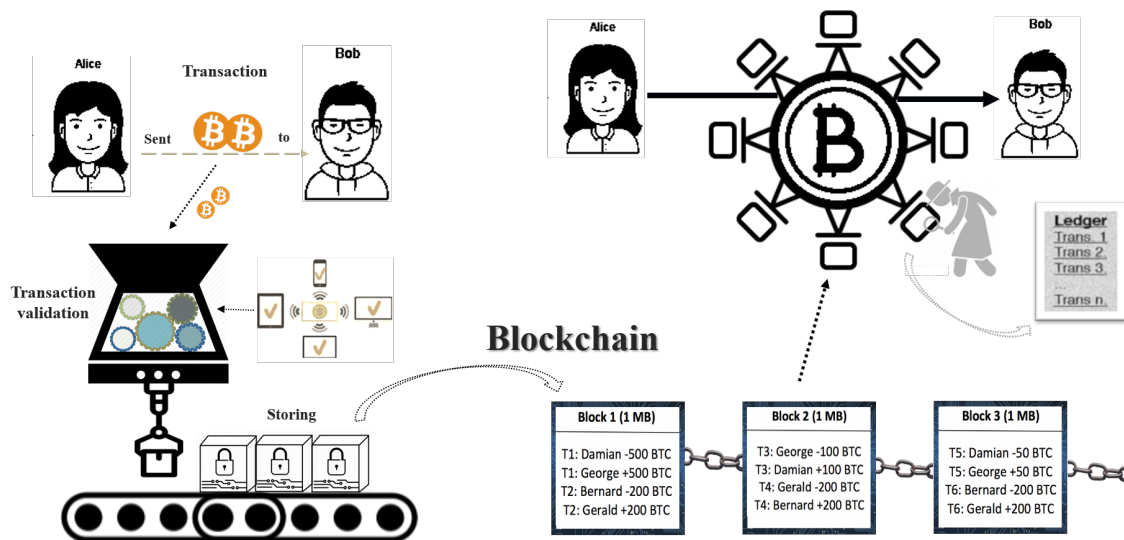 Alice
Bob
Transaction
Sent
to
Transaction
validation
Storing
Blockchain
Alice
Bob
Ledger
Trans. 1
Trans 2.
Trans 3.
...
Trans n.
Block 1 (1 MB)
T1: Damian -500 BTC
T1: George +500 BTC
T2: Bernard -200 BTC
T2: Gerald +200 BTC
Block 2 (1 MB)
T3: George -100 BTC
T3: Damian +100 BTC
T4: Gerald -200 BTC
T4: Bernard +200 BTC
Block 3 (1 MB)
T5: Damian -50 BTC
T5: George +50 BTC
T6: Bernard -200 BTC
T6: Gerald +200 BTC